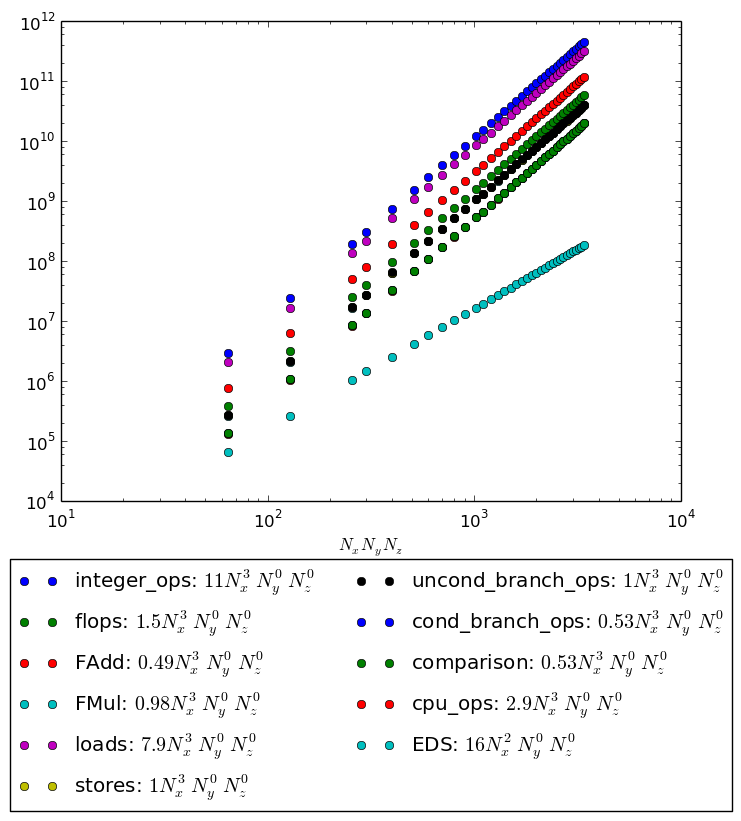 10^12
10^11
10^10
10^9
10^8
10^7
10^6
10^5
10^4
10^1 10^2 10^3 10^4
N_x N_y N_z
integer_ops: 11N_x^3 N_y^0 N_z^0
flops: 1.5N_x^3 N_y^0 N_z^0
FAdd: 0.49N_x^3 N_y^0 N_z^0
FMul: 0.98N_x^3 N_y^0 N_z^0
loads: 7.9N_x^3 N_y^0 N_z^0
stores: 1N_x^3 N_y^0 N_z^0
uncond_branch_ops: 1N_x^3 N_y^0 N_z^0
cond_branch_ops: 0.53N_x^3 N_y^0 N_z^0
comparison: 0.53N_x^3 N_y^0 N_z^0
cpu_ops: 2.9N_x^3 N_y^0 N_z^0
EDS: 16N_x^2 N_y^0 N_z^0